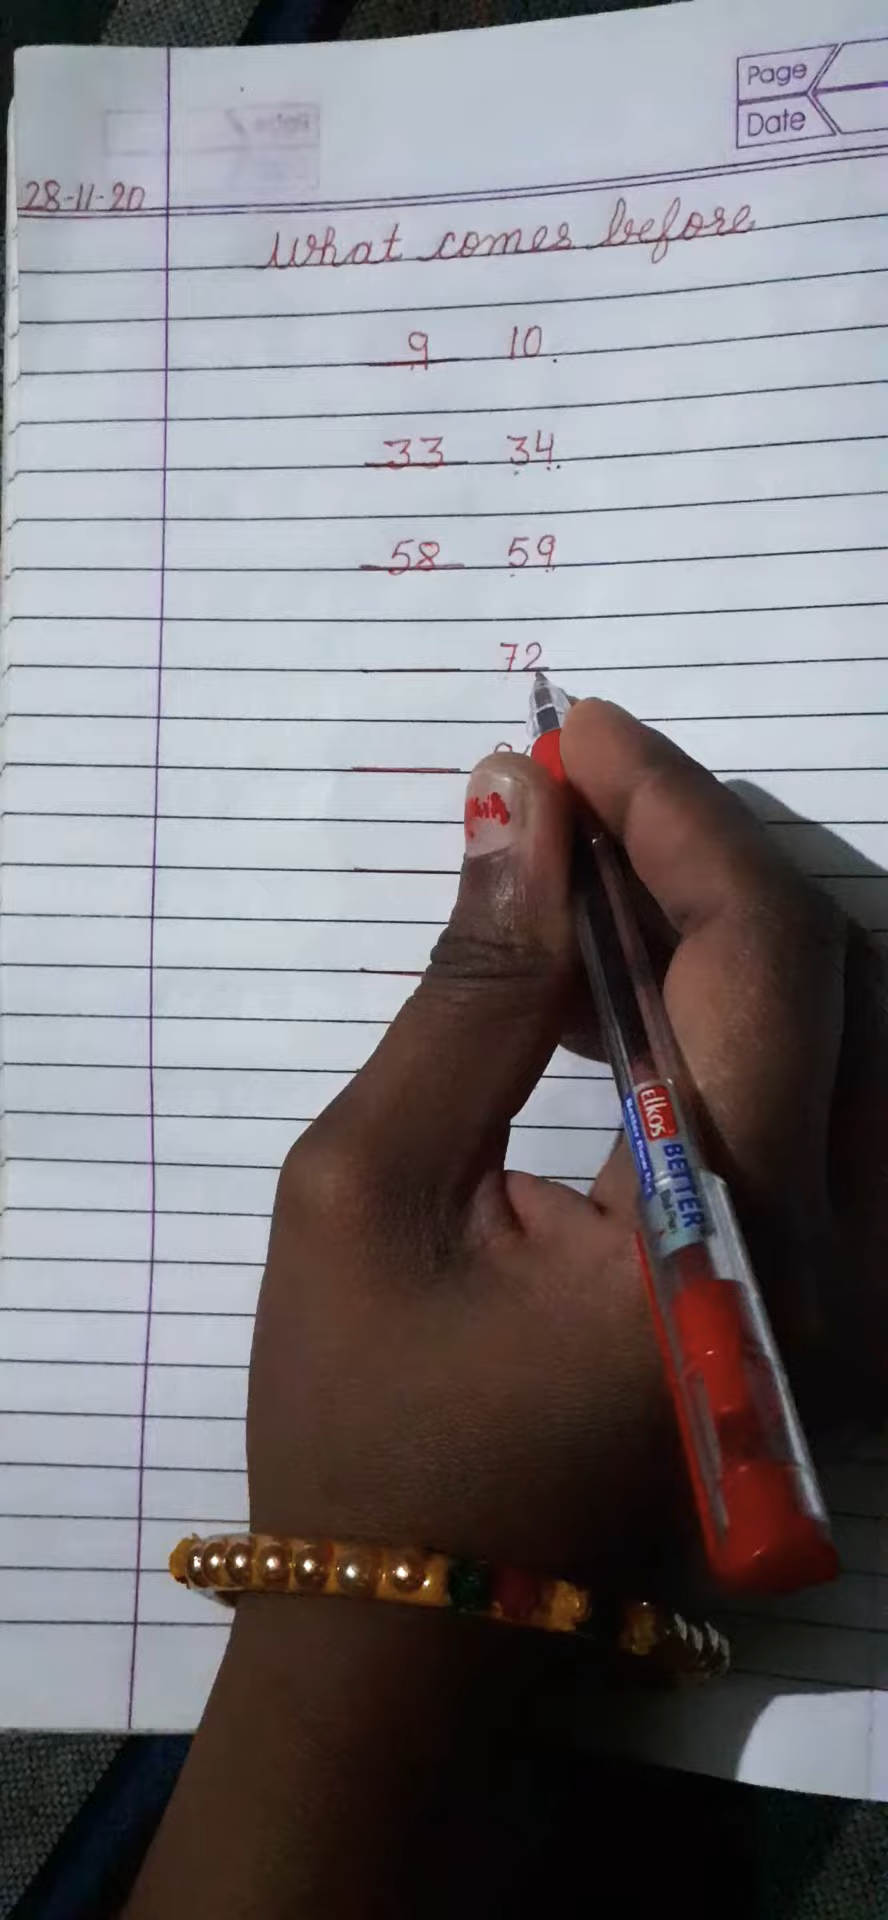 Page
Date
28-11-20
What comes before
9 10
33 34
58 59
72
Elkos BETTER